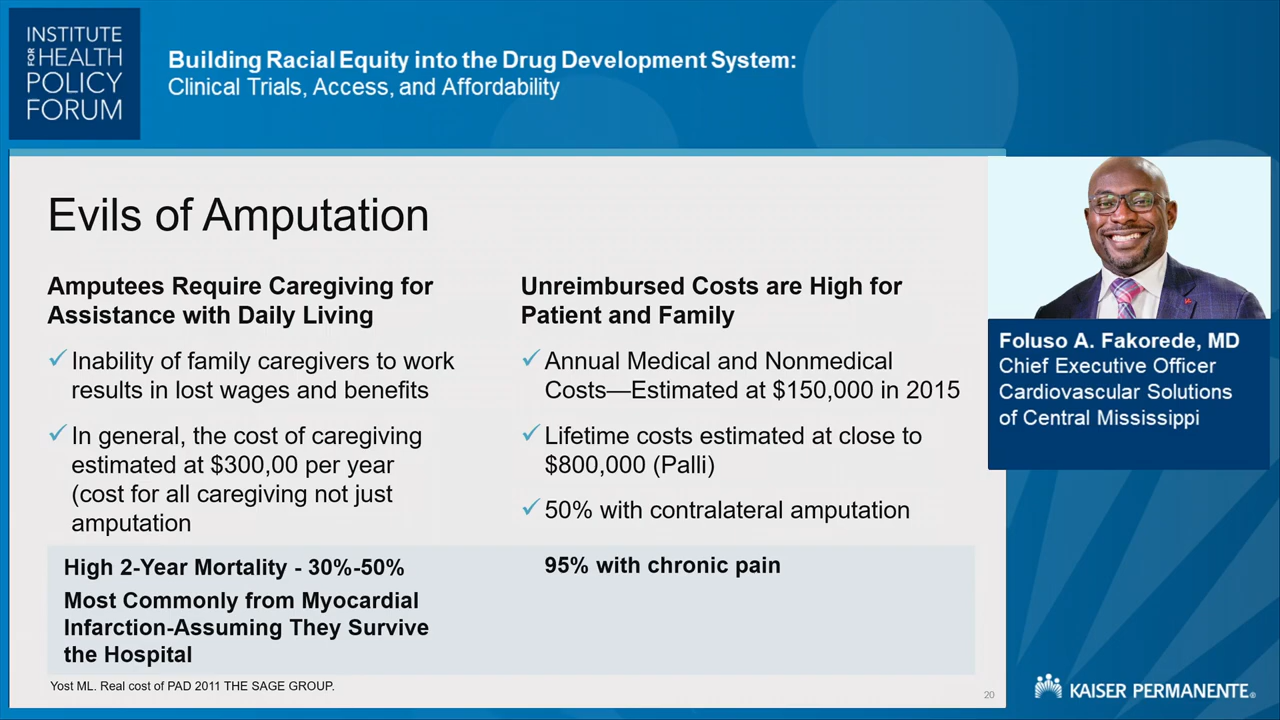 INSTITUTE
FOR HEALTH
POLICY
FORUM
Building Racial Equity into the Drug Development System:
Clinical Trials, Access, and Affordability
Evils of Amputation
Amputees Require Caregiving for
Assistance with Daily Living
✓ Inability of family caregivers to work
results in lost wages and benefits
✓ In general, the cost of caregiving
estimated at $300,00 per year
(cost for all caregiving not just
amputation
High 2-Year Mortality - 30%-50%
Most Commonly from Myocardial
Infarction-Assuming They Survive
the Hospital
Unreimbursed Costs are High for
Patient and Family
✓ Annual Medical and Nonmedical
Costs—Estimated at $150,000 in 2015
✓ Lifetime costs estimated at close to
$800,000 (Palli)
✓ 50% with contralateral amputation
95% with chronic pain
Yost ML. Real cost of PAD 2011 THE SAGE GROUP.
20
Foluso A. Fakorede, MD
Chief Executive Officer
Cardiovascular Solutions
of Central Mississippi
KAISER PERMANENTE®